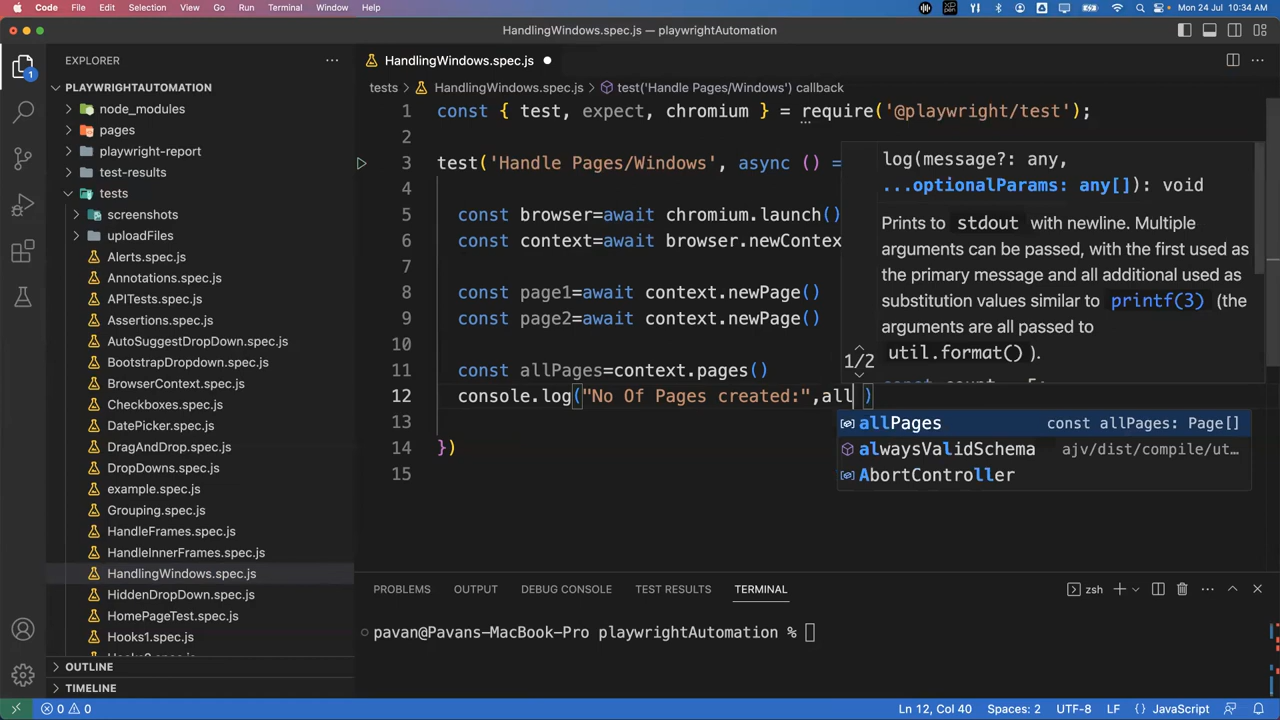 Code File Edit Selection View Go Run Terminal Window Help Mon 24 Jul 10:34 AM
HandlingWindows.spec.js — playwrightAutomation
EXPLORER
HandlingWindows.spec.js
tests > HandlingWindows.spec.js > test('Handle Pages/Windows') callback
1
PLAYWRIGHTAUTOMATION
node_modules
pages
playwright-report
test-results
tests
screenshots
uploadFiles
Alerts.spec.js
Annotations.spec.js
APITests.spec.js
Assertions.spec.js
AutoSuggestDropDown.spec.js
BootstrapDropdown.spec.js
BrowserContext.spec.js
Checkboxes.spec.js
DatePicker.spec.js
DragAndDrop.spec.js
DropDowns.spec.js
example.spec.js
Grouping.spec.js
HandleFrames.spec.js
HandleInnerFrames.spec.js
HandlingWindows.spec.js
HiddenDropDown.spec.js
HomePageTest.spec.js
Hooks1.spec.js
OUTLINE
TIMELINE
1 const { test, expect, chromium } = require('@playwright/test');
2
3 test('Handle Pages/Windows', async () =
4
5 const browser=await chromium.launch()
6 const context=await browser.newContex
7
8 const page1=await context.newPage()
9 const page2=await context.newPage()
10
11 const allPages=context.pages()
12 console.log("No Of Pages created:",all )
13
14 })
15
log(message?: any,
...optionalParams: any[]): void
Prints to stdout with newline. Multiple
arguments can be passed, with the first used as
the primary message and all additional used as
substitution values similar to printf(3) (the
arguments are all passed to
util.format() ).
1/2
allPages const allPages: Page[]
alwaysValidSchema ajv/dist/compile/ut...
AbortController
PROBLEMS OUTPUT DEBUG CONSOLE TEST RESULTS TERMINAL zsh
pavan@Pavans-MacBook-Pro playwrightAutomation %
0 0 Ln 12, Col 40 Spaces: 2 UTF-8 LF {} JavaScript